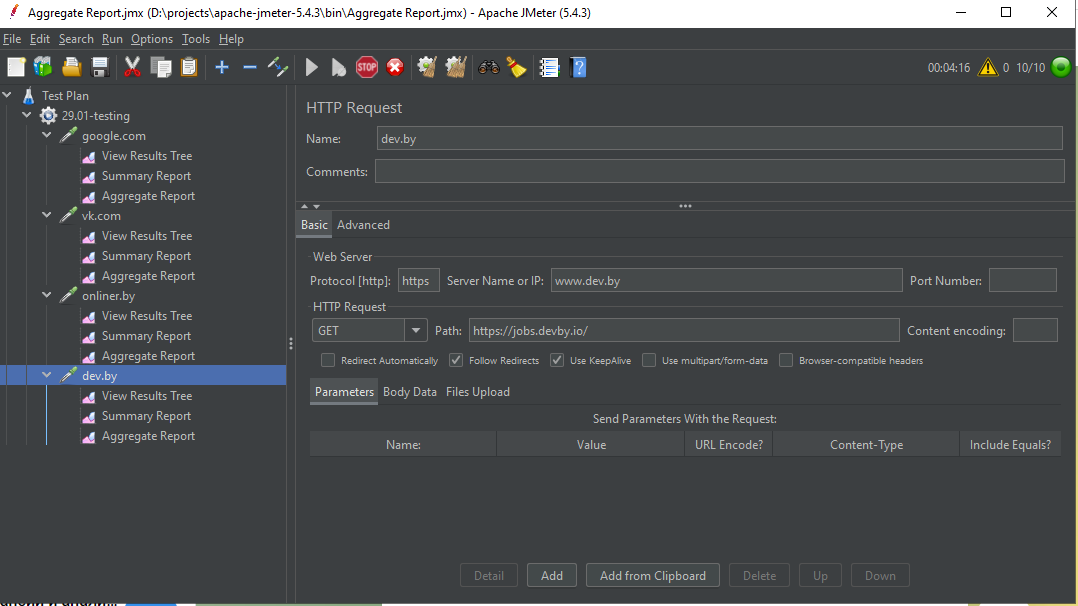 Aggregate Report.jmx (D:\projects\apache-jmeter-5.4.3\bin\Aggregate Report.jmx) - Apache JMeter (5.4.3)
File Edit Search Run Options Tools Help
STOP
00:04:16 0 10/10
Test Plan
29.01-testing
google.com
View Results Tree
Summary Report
Aggregate Report
vk.com
View Results Tree
Summary Report
Aggregate Report
onliner.by
View Results Tree
Summary Report
Aggregate Report
dev.by
View Results Tree
Summary Report
Aggregate Report
HTTP Request
Name: dev.by
Comments:
Basic Advanced
Web Server
Protocol [http]: https Server Name or IP: www.dev.by Port Number:
HTTP Request
GET Path: https://jobs.devby.io/ Content encoding:
Redirect Automatically Follow Redirects Use KeepAlive Use multipart/form-data Browser-compatible headers
Parameters Body Data Files Upload
Send Parameters With the Request:
Name: Value URL Encode? Content-Type Include Equals?
Detail Add Add from Clipboard Delete Up Down